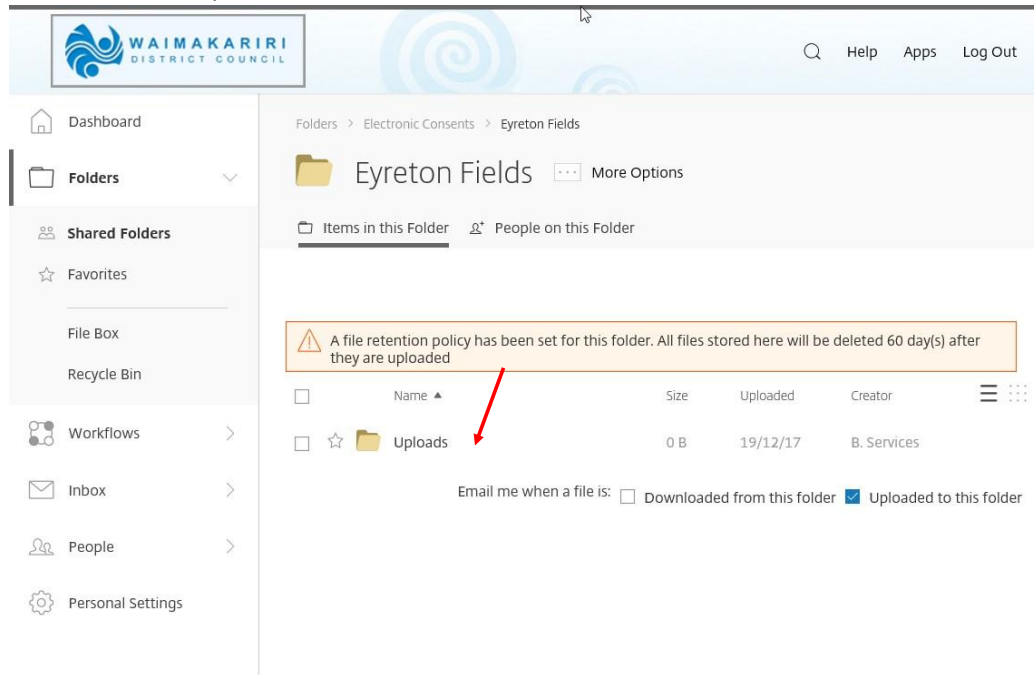 WAIMAKARIRI
DISTRICT COUNCIL
Help Apps Log Out
Dashboard
Folders
Shared Folders
Favorites
File Box
Recycle Bin
Workflows
Inbox
People
Personal Settings
Folders > Electronic Consents > Eyreton Fields
Eyreton Fields ··· More Options
Items in this Folder People on this Folder
A file retention policy has been set for this folder. All files stored here will be deleted 60 day(s) after
they are uploaded
Name ▲ Size Uploaded Creator
Uploads 0 B 19/12/17 B. Services
Email me when a file is: Downloaded from this folder Uploaded to this folder